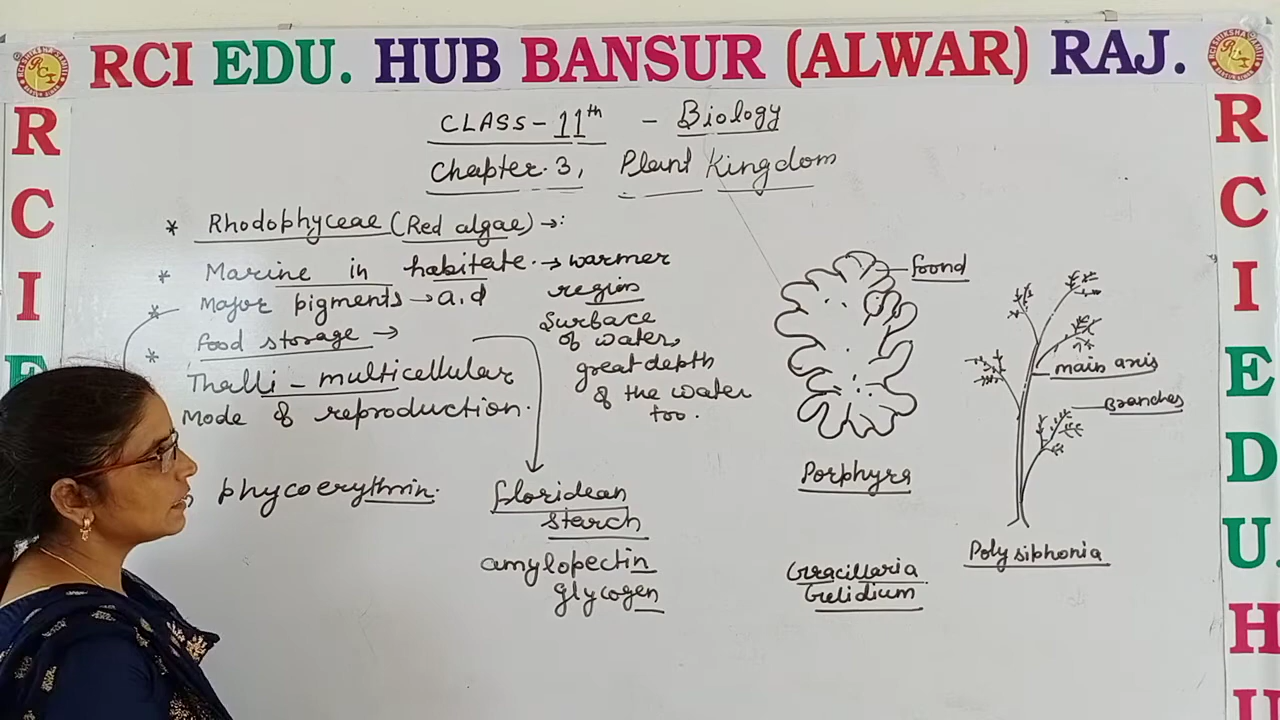 RCI EDU. HUB BANSUR (ALWAR) RAJ.
R
C
I
E
CLASS - 11th - Biology
Chapter. 3, Plant Kingdom
* Rhodophyceae (Red algae) →:
* Marine in habitate. → warmer
region
Surface
of water,
great depth
of the water
too.
* Major pigments → a, d
Food storage →
* Thalli - multicellular
Mode of reproduction.
phycoerythrin.
floridean
starch
amylopectin
glycogen
foond
Porphyra
Gracillaria
Gelidium
main axis
Branches
Polysiphonia
R
C
I
E
D
U.
H
U